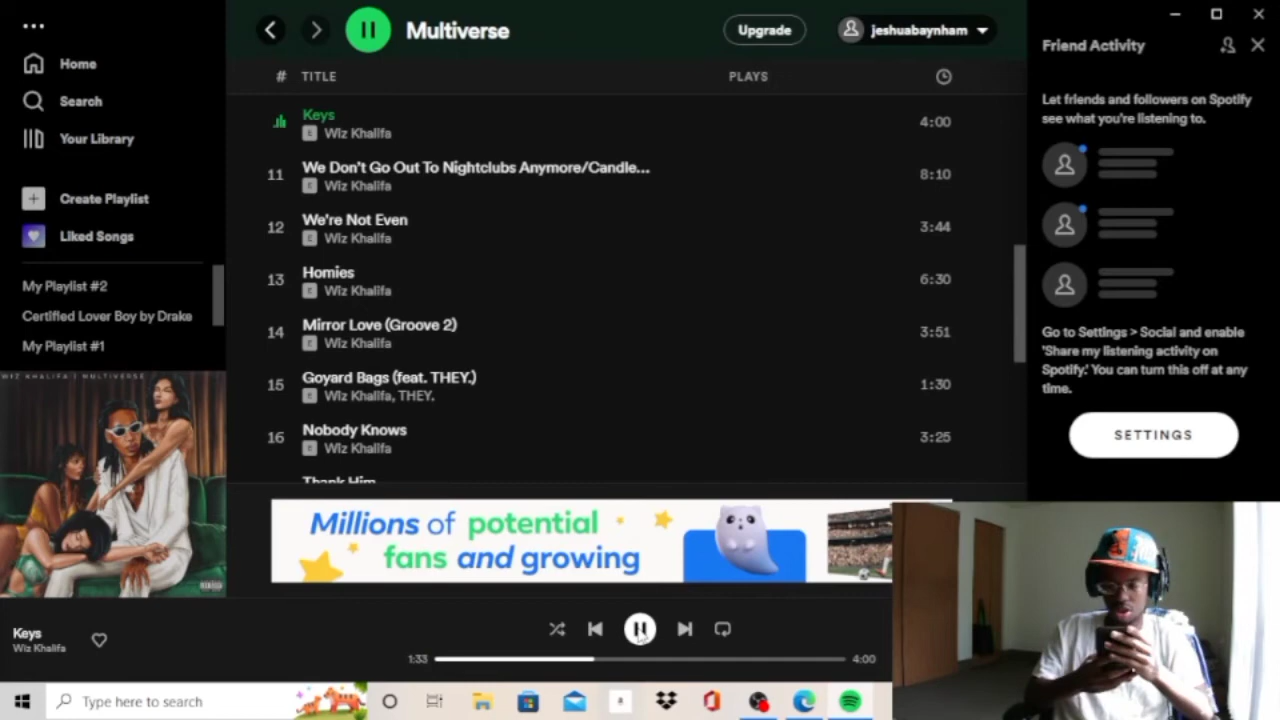 Multiverse
Upgrade
jeshuabaynham
Home
Search
Your Library
Create Playlist
Liked Songs
My Playlist #2
Certified Lover Boy by Drake
My Playlist #1
WIZ KHALIFA / MULTIVERSE
# TITLE PLAYS
Keys 4:00
E Wiz Khalifa
11 We Don't Go Out To Nightclubs Anymore/Candle... 8:10
E Wiz Khalifa
12 We're Not Even 3:44
E Wiz Khalifa
13 Homies 6:30
E Wiz Khalifa
14 Mirror Love (Groove 2) 3:51
E Wiz Khalifa
15 Goyard Bags (feat. THEY.) 1:30
E Wiz Khalifa, THEY.
16 Nobody Knows 3:25
E Wiz Khalifa
Thank Him
Millions of potential
fans and growing
Friend Activity
Let friends and followers on Spotify
see what you're listening to.
Go to Settings > Social and enable
'Share my listening activity on
Spotify.' You can turn this off at any
time.
SETTINGS
Keys
Wiz Khalifa
1:33 4:00
Type here to search